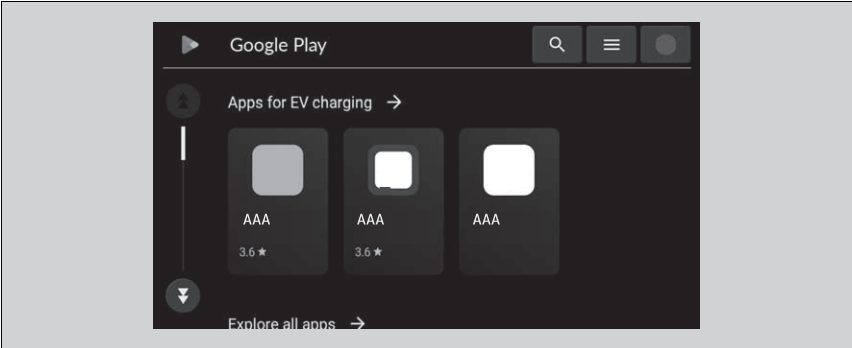 Google Play
Apps for EV charging
AAA AAA AAA
3.6★ 3.6★
Explore all apps